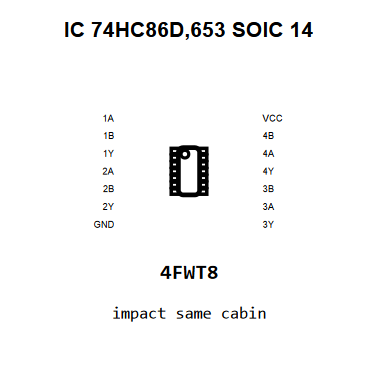 IC 74HC86D,653 SOIC 14
1A VCC
1B 4B
1Y 4A
2A 4Y
2B 3B
2Y 3A
GND 3Y
4FWT8
impact same cabin